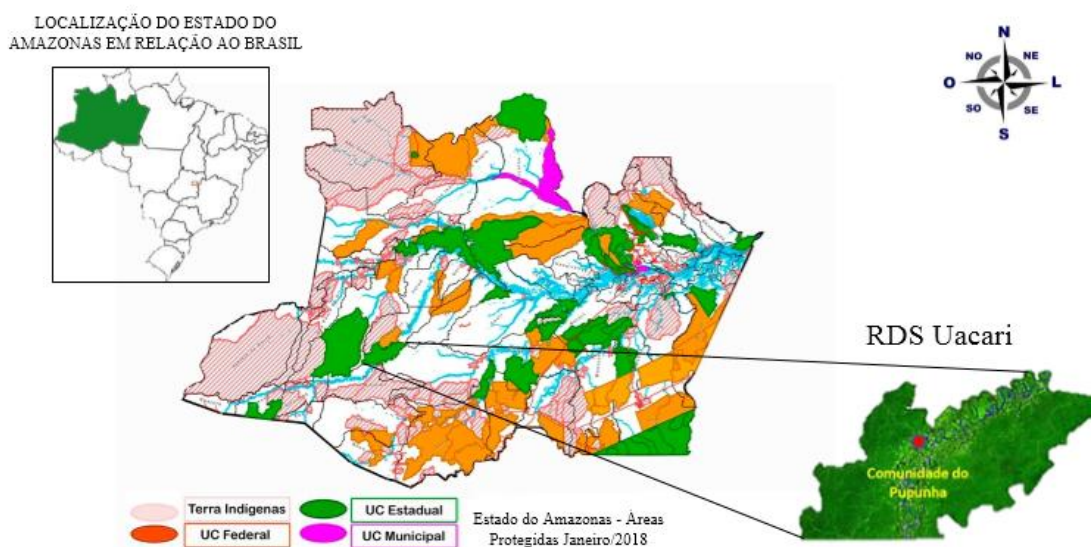 LOCALIZAÇÃO DO ESTADO DO
AMAZONAS EM RELAÇÃO AO BRASIL
N
NO
NE
O
L
SO
SE
S
RDS Uacari
Comunidade do
Pupunha
Terra Indígenas
UC Estadual
UC Federal
UC Municipal
Estado do Amazonas - Áreas
Protegidas Janeiro/2018